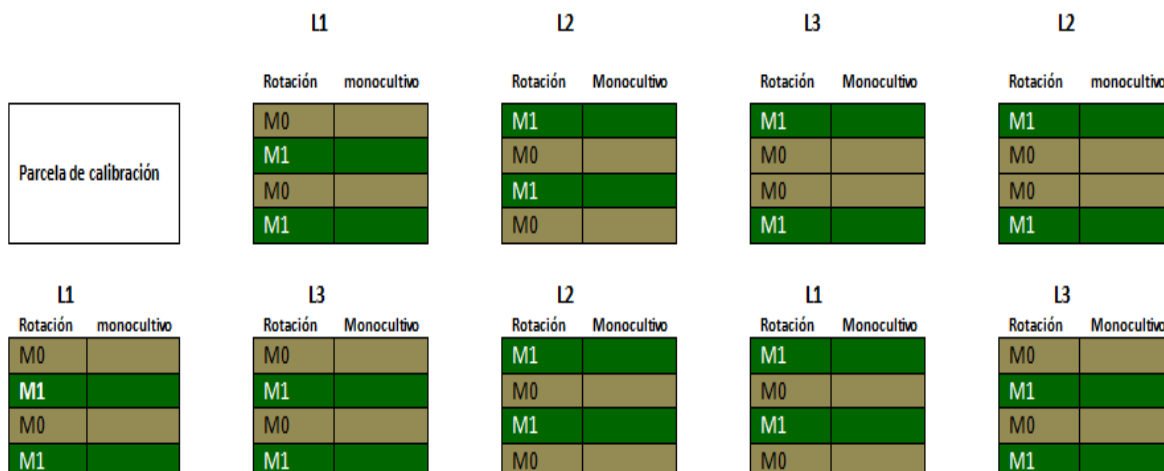 L1 L2 L3 L2
Rotación monocultivo Rotación Monocultivo Rotación Monocultivo Rotación monocultivo
M0 M1 M1 M1
M1 M0 M0 M0
Parcela de calibración
M0 M1 M0 M0
M1 M0 M1 M1
L1 L3 L2 L1 L3
Rotación monocultivo Rotación Monocultivo Rotación Monocultivo Rotación Monocultivo Rotación Monocultivo
M0 M0 M1 M1 M0
M1 M1 M0 M0 M1
M0 M0 M1 M1 M0
M1 M1 M0 M0 M1